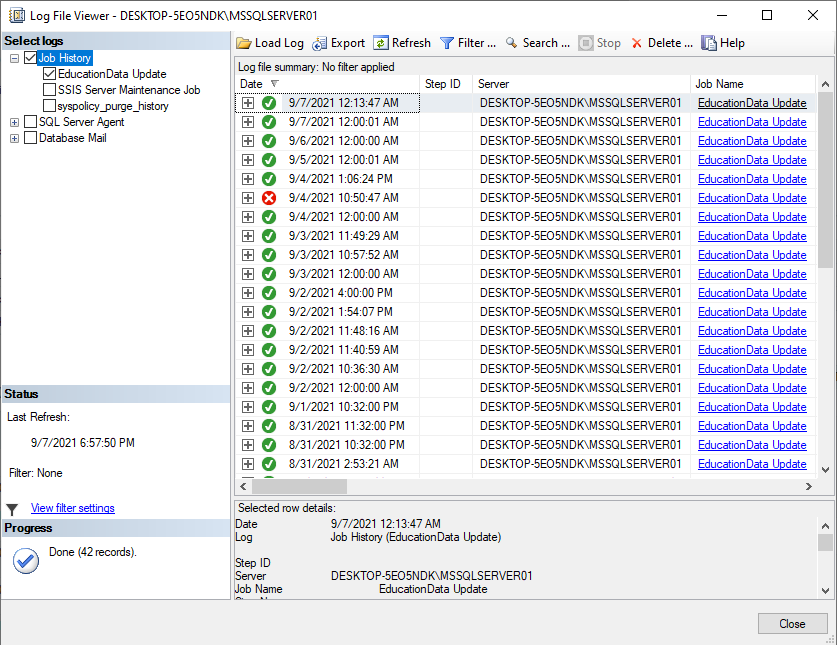 Log File Viewer - DESKTOP-5EO5NDK\MSSQLSERVER01
Select logs
Job History
EducationData Update
SSIS Server Maintenance Job
syspolicy_purge_history
SQL Server Agent
Database Mail
Status
Last Refresh:
9/7/2021 6:57:50 PM
Filter: None
View filter settings
Progress
Done (42 records).
Load Log Export Refresh Filter ... Search ... Stop Delete ... Help
Log file summary: No filter applied
Date Step ID Server Job Name
9/7/2021 12:13:47 AM DESKTOP-5EO5NDK\MSSQLSERVER01 EducationData Update
9/7/2021 12:00:01 AM DESKTOP-5EO5NDK\MSSQLSERVER01 EducationData Update
9/6/2021 12:00:00 AM DESKTOP-5EO5NDK\MSSQLSERVER01 EducationData Update
9/5/2021 12:00:01 AM DESKTOP-5EO5NDK\MSSQLSERVER01 EducationData Update
9/4/2021 1:06:24 PM DESKTOP-5EO5NDK\MSSQLSERVER01 EducationData Update
9/4/2021 10:50:47 AM DESKTOP-5EO5NDK\MSSQLSERVER01 EducationData Update
9/4/2021 12:00:00 AM DESKTOP-5EO5NDK\MSSQLSERVER01 EducationData Update
9/3/2021 11:49:29 AM DESKTOP-5EO5NDK\MSSQLSERVER01 EducationData Update
9/3/2021 10:57:52 AM DESKTOP-5EO5NDK\MSSQLSERVER01 EducationData Update
9/3/2021 12:00:00 AM DESKTOP-5EO5NDK\MSSQLSERVER01 EducationData Update
9/2/2021 4:00:00 PM DESKTOP-5EO5NDK\MSSQLSERVER01 EducationData Update
9/2/2021 1:54:07 PM DESKTOP-5EO5NDK\MSSQLSERVER01 EducationData Update
9/2/2021 11:48:16 AM DESKTOP-5EO5NDK\MSSQLSERVER01 EducationData Update
9/2/2021 11:40:59 AM DESKTOP-5EO5NDK\MSSQLSERVER01 EducationData Update
9/2/2021 10:36:30 AM DESKTOP-5EO5NDK\MSSQLSERVER01 EducationData Update
9/2/2021 12:00:00 AM DESKTOP-5EO5NDK\MSSQLSERVER01 EducationData Update
9/1/2021 10:32:00 PM DESKTOP-5EO5NDK\MSSQLSERVER01 EducationData Update
8/31/2021 11:32:00 PM DESKTOP-5EO5NDK\MSSQLSERVER01 EducationData Update
8/31/2021 10:32:00 PM DESKTOP-5EO5NDK\MSSQLSERVER01 EducationData Update
8/31/2021 2:53:21 AM DESKTOP-5EO5NDK\MSSQLSERVER01 EducationData Update
Selected row details:
Date 9/7/2021 12:13:47 AM
Log Job History (EducationData Update)
Step ID
Server DESKTOP-5EO5NDK\MSSQLSERVER01
Job Name EducationData Update
Close